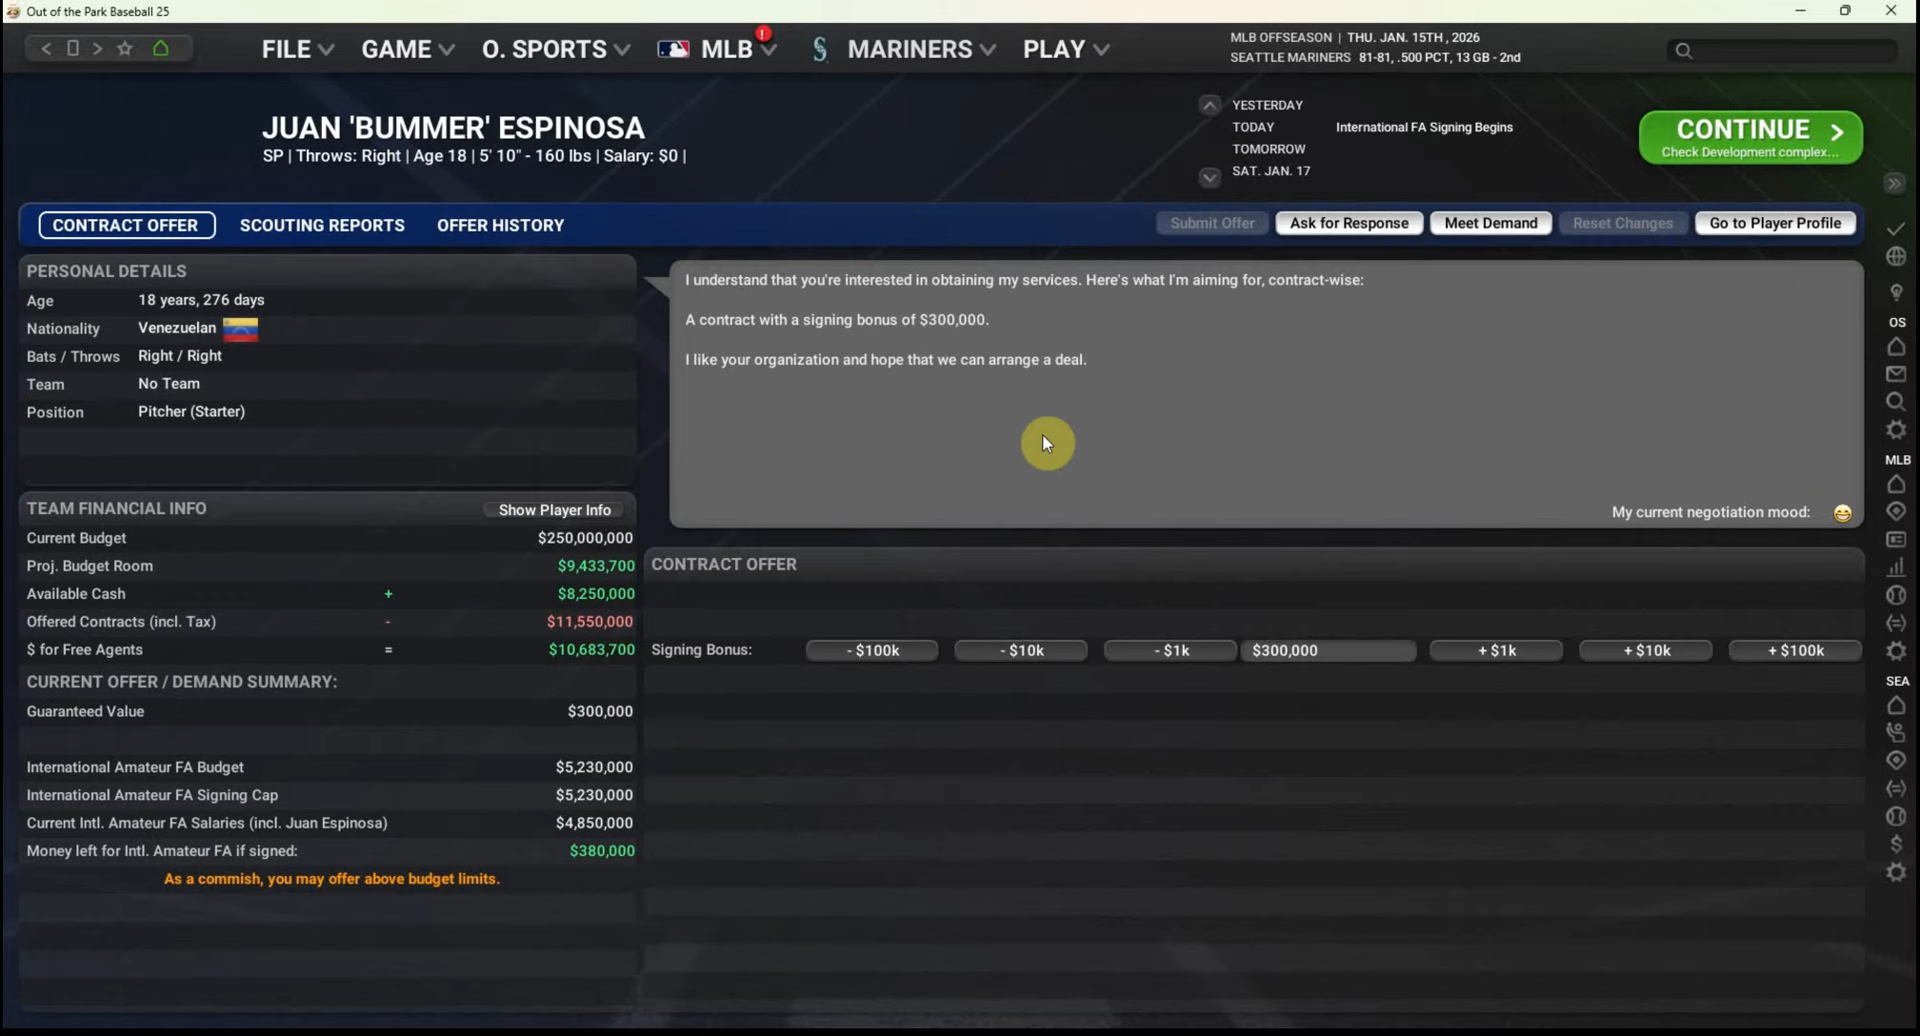 Out of the Park Baseball 25
FILE
GAME
O. SPORTS
MLB
!
MARINERS
PLAY
MLB OFFSEASON | THU. JAN. 15TH , 2026
SEATTLE MARINERS 81-81, .500 PCT, 13 GB - 2nd
JUAN 'BUMMER' ESPINOSA
SP | Throws: Right | Age 18 | 5' 10" - 160 lbs | Salary: $0 |
YESTERDAY
TODAY International FA Signing Begins
TOMORROW
SAT. JAN. 17
CONTINUE
Check Development complex...
CONTRACT OFFER
SCOUTING REPORTS
OFFER HISTORY
Submit Offer
Ask for Response
Meet Demand
Reset Changes
Go to Player Profile
PERSONAL DETAILS
Age 18 years, 276 days
Nationality Venezuelan
Bats / Throws Right / Right
Team No Team
Position Pitcher (Starter)
I understand that you're interested in obtaining my services. Here's what I'm aiming for, contract-wise:
A contract with a signing bonus of $300,000.
I like your organization and hope that we can arrange a deal.
My current negotiation mood:
TEAM FINANCIAL INFO
Show Player Info
Current Budget $250,000,000
Proj. Budget Room $9,433,700
Available Cash + $8,250,000
Offered Contracts (incl. Tax) - $11,550,000
$ for Free Agents = $10,683,700
CURRENT OFFER / DEMAND SUMMARY:
Guaranteed Value $300,000
International Amateur FA Budget $5,230,000
International Amateur FA Signing Cap $5,230,000
Current Intl. Amateur FA Salaries (incl. Juan Espinosa) $4,850,000
Money left for Intl. Amateur FA if signed: $380,000
As a commish, you may offer above budget limits.
CONTRACT OFFER
Signing Bonus: - $100k - $10k - $1k $300,000 + $1k + $10k + $100k
OS
MLB
SEA